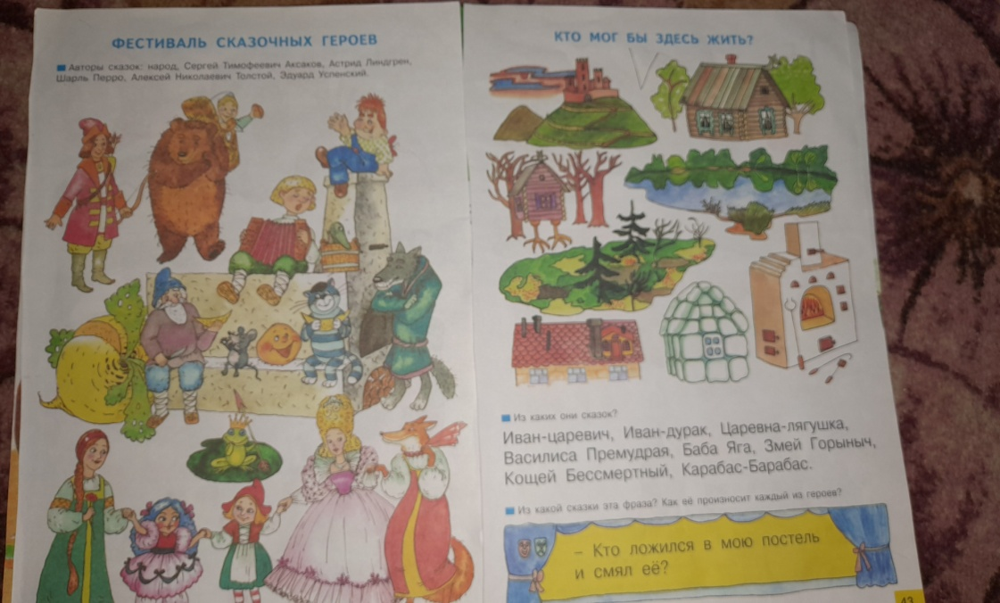 ФЕСТИВАЛЬ СКАЗОЧНЫХ ГЕРОЕВ
Авторы сказок: народ, Сергей Тимофеевич Аксаков, Астрид Линдгрен,
Шарль Перро, Алексей Николаевич Толстой, Эдуард Успенский.
КТО МОГ БЫ ЗДЕСЬ ЖИТЬ?
Из каких они сказок?
Иван-царевич, Иван-дурак, Царевна-лягушка,
Василиса Премудрая, Баба Яга, Змей Горыныч,
Кощей Бессмертный, Карабас-Барабас.
Из какой сказки эта фраза? Как её произносит каждый из героев?
– Кто ложился в мою постель
и смял её?
43